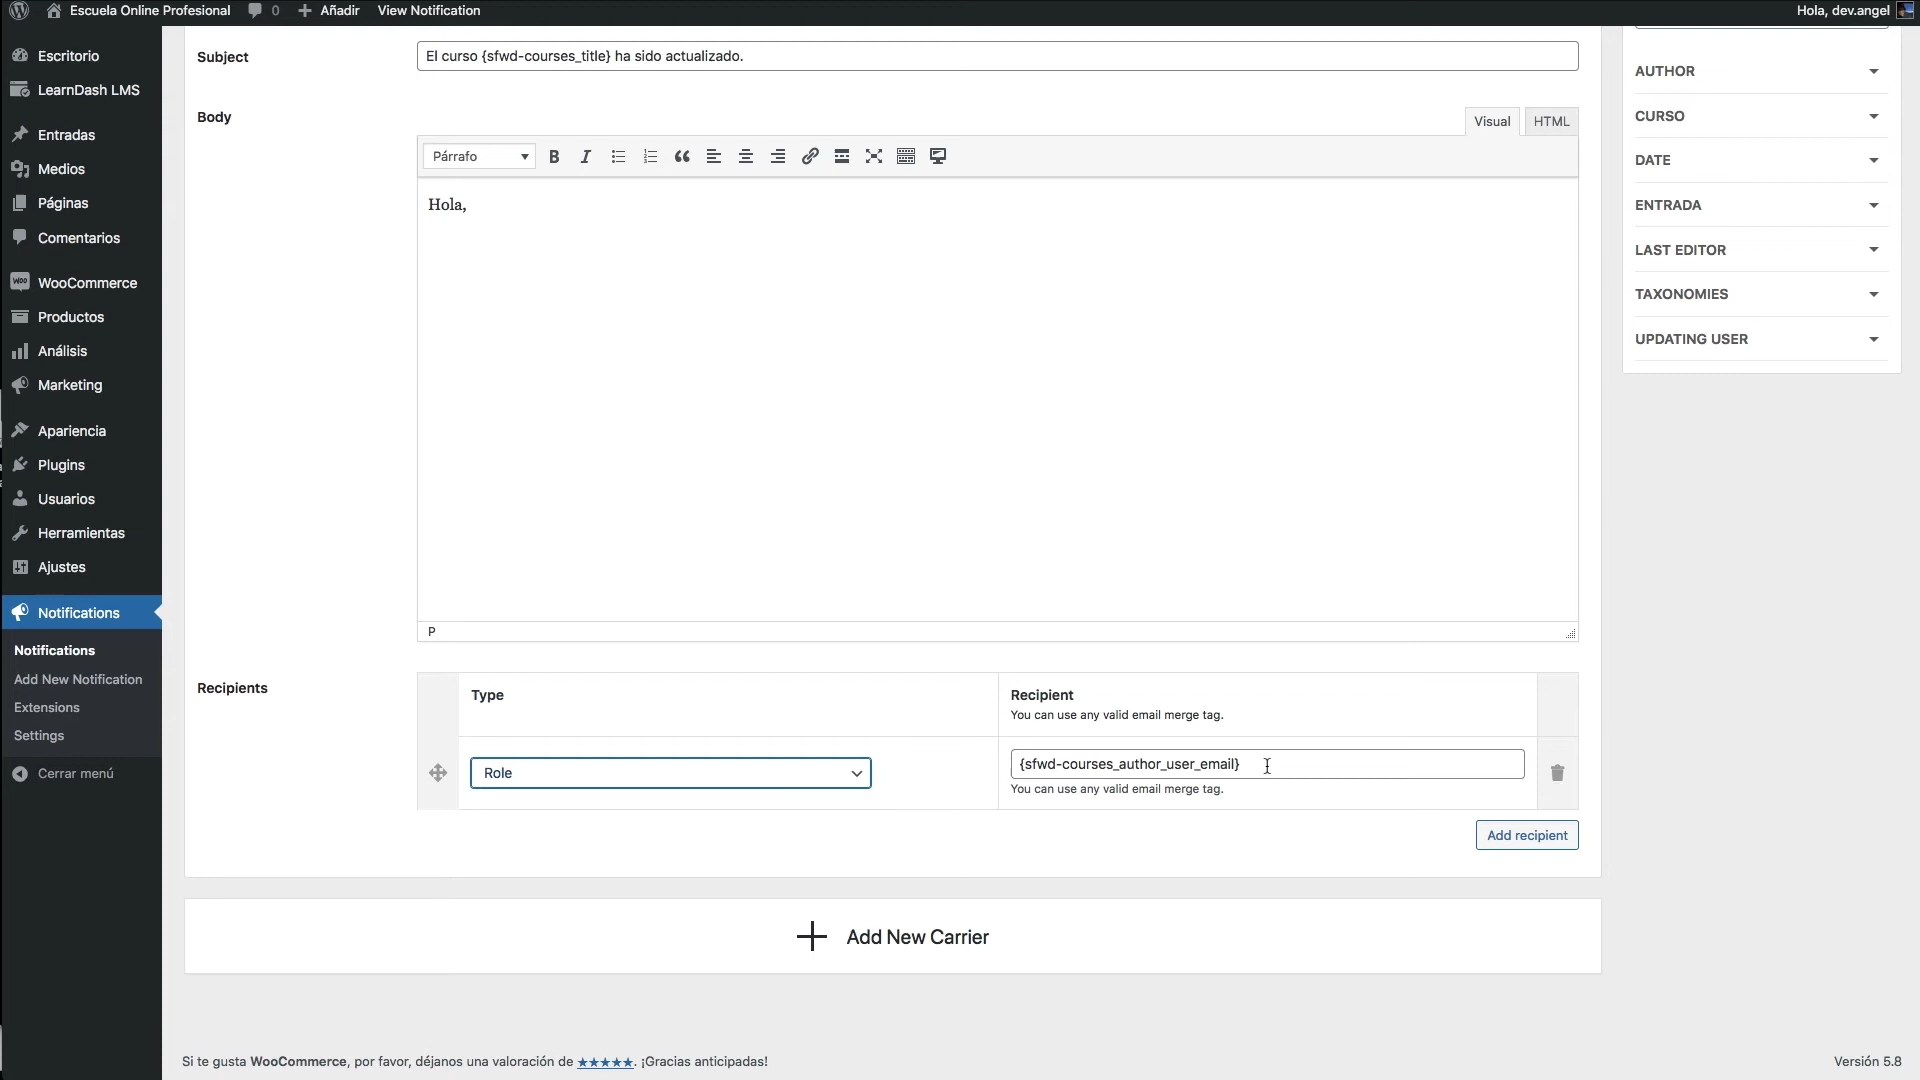 Escuela Online Profesional
0
Añadir
View Notification
Hola, dev.angel
Escritorio
LearnDash LMS
Entradas
Medios
Páginas
Comentarios
WooCommerce
Productos
Análisis
Marketing
Apariencia
Plugins
Usuarios
Herramientas
Ajustes
Notifications
Notifications
Add New Notification
Extensions
Settings
Cerrar menú
Subject
El curso {sfwd-courses_title} ha sido actualizado.
Body
Visual
HTML
Párrafo
Hola,
P
Recipients
Type
Recipient
You can use any valid email merge tag.
Role
{sfwd-courses_author_user_email}
You can use any valid email merge tag.
Add recipient
Add New Carrier
AUTHOR
CURSO
DATE
ENTRADA
LAST EDITOR
TAXONOMIES
UPDATING USER
Si te gusta WooCommerce, por favor, déjanos una valoración de ★★★★★. ¡Gracias anticipadas!
Versión 5.8